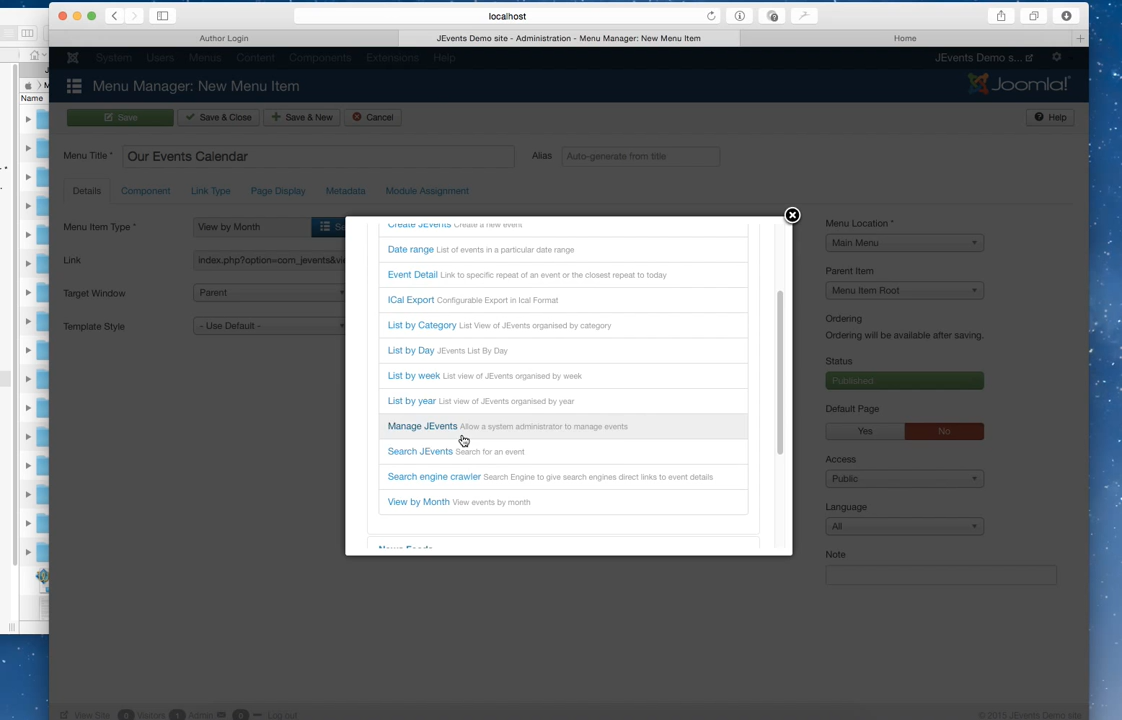 localhost
Author Login
JEvents Demo site - Administration - Menu Manager: New Menu Item
Home
System Users Menus Content Components Extensions Help
JEvents Demo s...
Menu Manager: New Menu Item
Joomla!
Save
Save & Close
Save & New
Cancel
Help
Name
Menu Title *
Our Events Calendar
Alias
Auto-generate from title
Details
Component
Link Type
Page Display
Metadata
Module Assignment
Menu Item Type *
View by Month
Link
index.php?option=com_jevents&vie
Target Window
Parent
Template Style
- Use Default -
Create JEvents Create a new event
Date range List of events in a particular date range
Event Detail Link to specific repeat of an event or the closest repeat to today
ICal Export Configurable Export in Ical Format
List by Category List View of JEvents organised by category
List by Day JEvents List By Day
List by week List view of JEvents organised by week
List by year List view of JEvents organised by year
Manage JEvents Allow a system administrator to manage events
Search JEvents Search for an event
Search engine crawler Search Engine to give search engines direct links to event details
View by Month View events by month
News Feeds
Menu Location *
Main Menu
Parent Item
Menu Item Root
Ordering
Ordering will be available after saving.
Status
Published
Default Page
Yes
No
Access
Public
Language
All
Note
View Site 0 Visitors 1 Admin 0 Log out
© 2015 JEvents Demo site